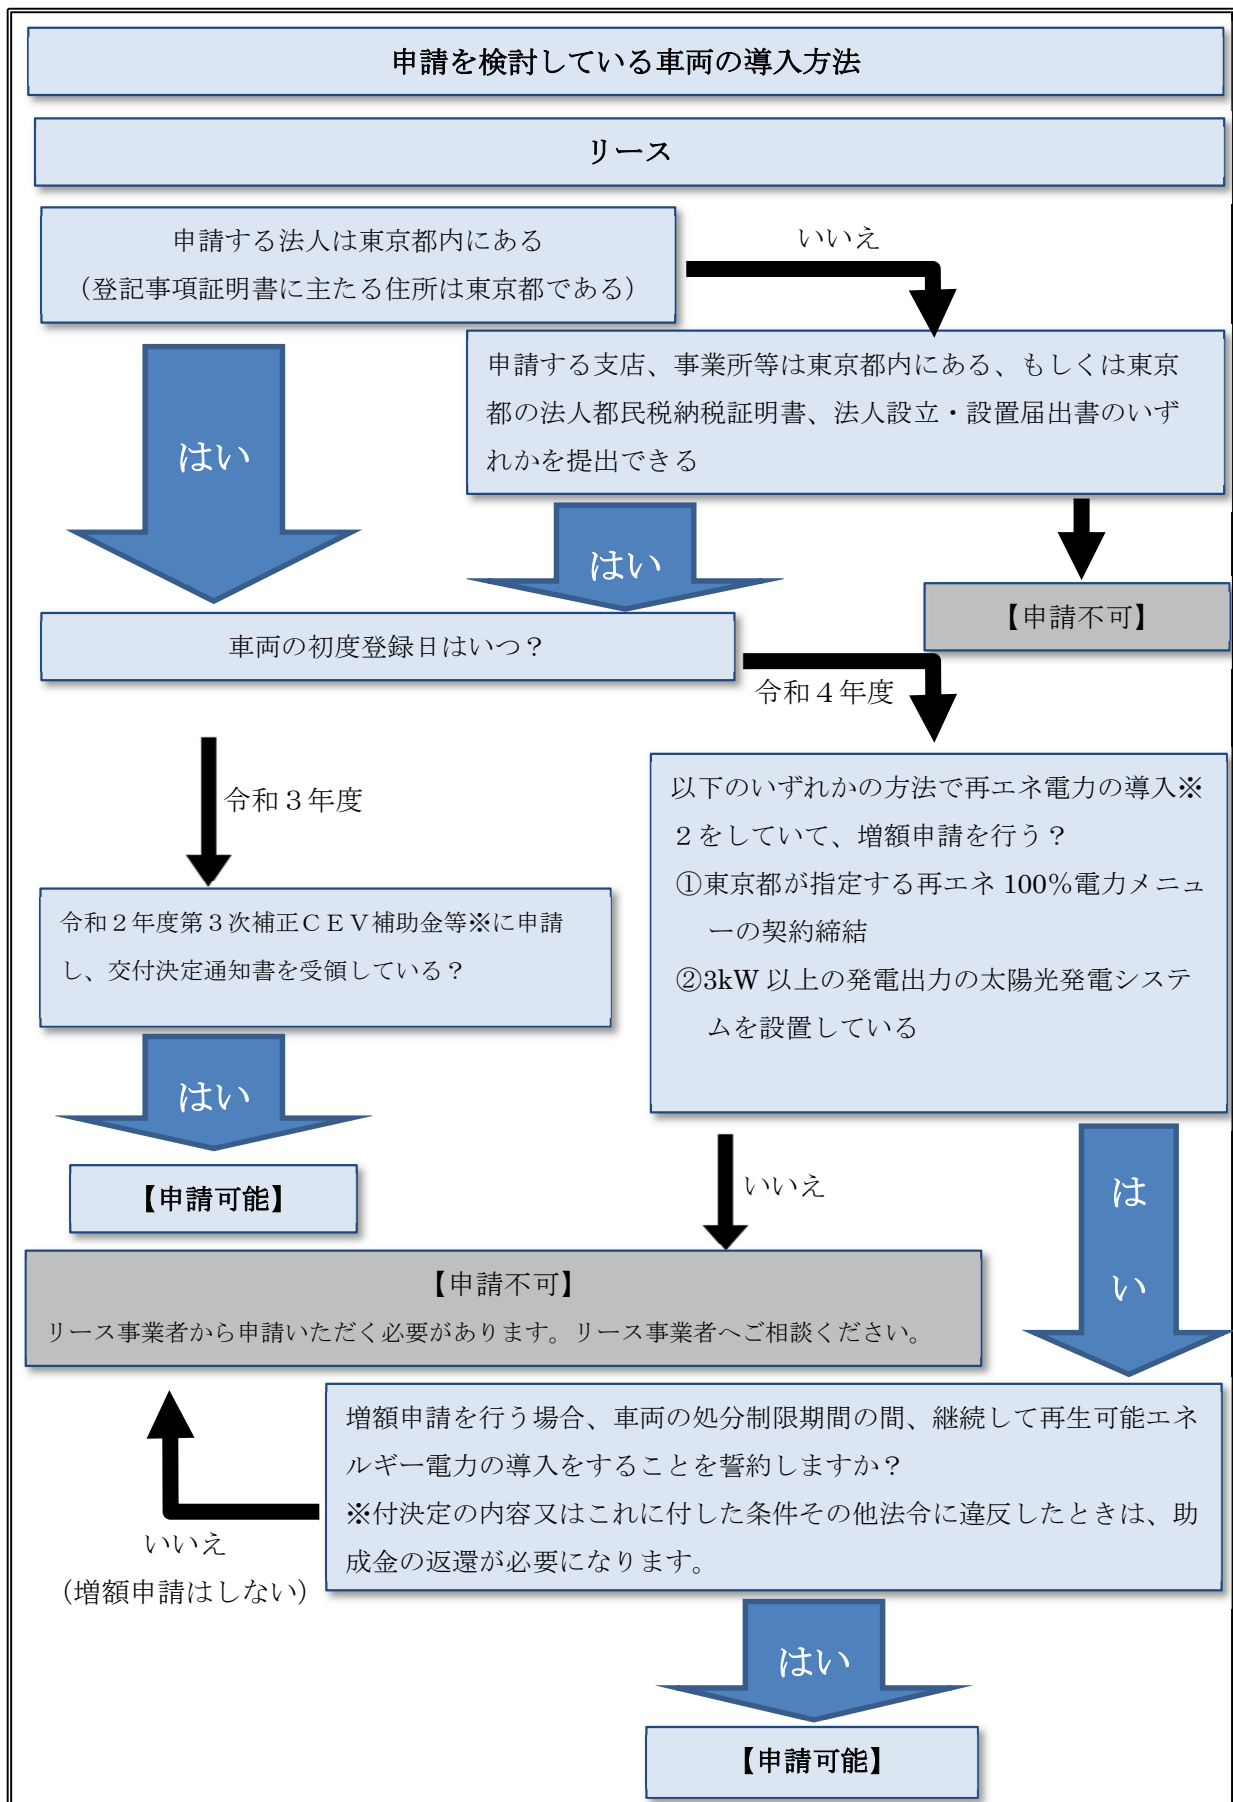 申請を検討している車両の導入方法
リース
申請する法人は東京都内にある
（登記事項証明書に主たる住所は東京都である）
いいえ
申請する支店、事業所等は東京都内にある、もしくは東京
都の法人都民税納税証明書、法人設立・設置届出書のいず
れかを提出できる
はい
はい
【申請不可】
車両の初度登録日はいつ？
令和４年度
令和３年度
以下のいずれかの方法で再エネ電力の導入※
２をしていて、増額申請を行う？
①東京都が指定する再エネ 100％電力メニュ
ーの契約締結
②3kW 以上の発電出力の太陽光発電システ
ムを設置している
令和２年度第３次補正ＣＥＶ補助金等※に申請
し、交付決定通知書を受領している？
はい
【申請可能】
いいえ
はい
【申請不可】
リース事業者から申請いただく必要があります。リース事業者へご相談ください。
増額申請を行う場合、車両の処分制限期間の間、継続して再生可能エネ
ルギー電力の導入をすることを誓約しますか？
※付決定の内容又はこれに付した条件その他法令に違反したときは、助
成金の返還が必要になります。
いいえ
（増額申請はしない）
はい
【申請可能】